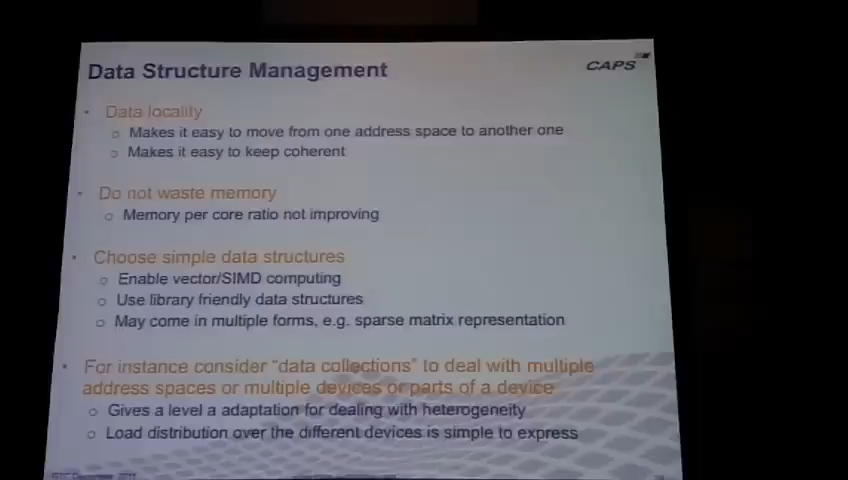 Data Structure Management
CAPS
• Data locality
o Makes it easy to move from one address space to another one
o Makes it easy to keep coherent
• Do not waste memory
o Memory per core ratio not improving
• Choose simple data structures
o Enable vector/SIMD computing
o Use library friendly data structures
o May come in multiple forms, e.g. sparse matrix representation
• For instance consider "data collections" to deal with multiple
address spaces or multiple devices or parts of a device
o Gives a level a adaptation for dealing with heterogeneity
o Load distribution over the different devices is simple to express